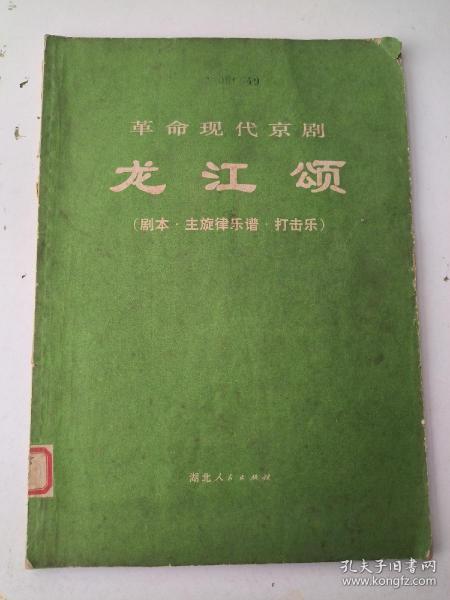 革命现代京剧
龙江颂
(剧本·主旋律乐谱·打击乐)
湖北人民出版社
孔夫子旧书网
www.kongfz.com